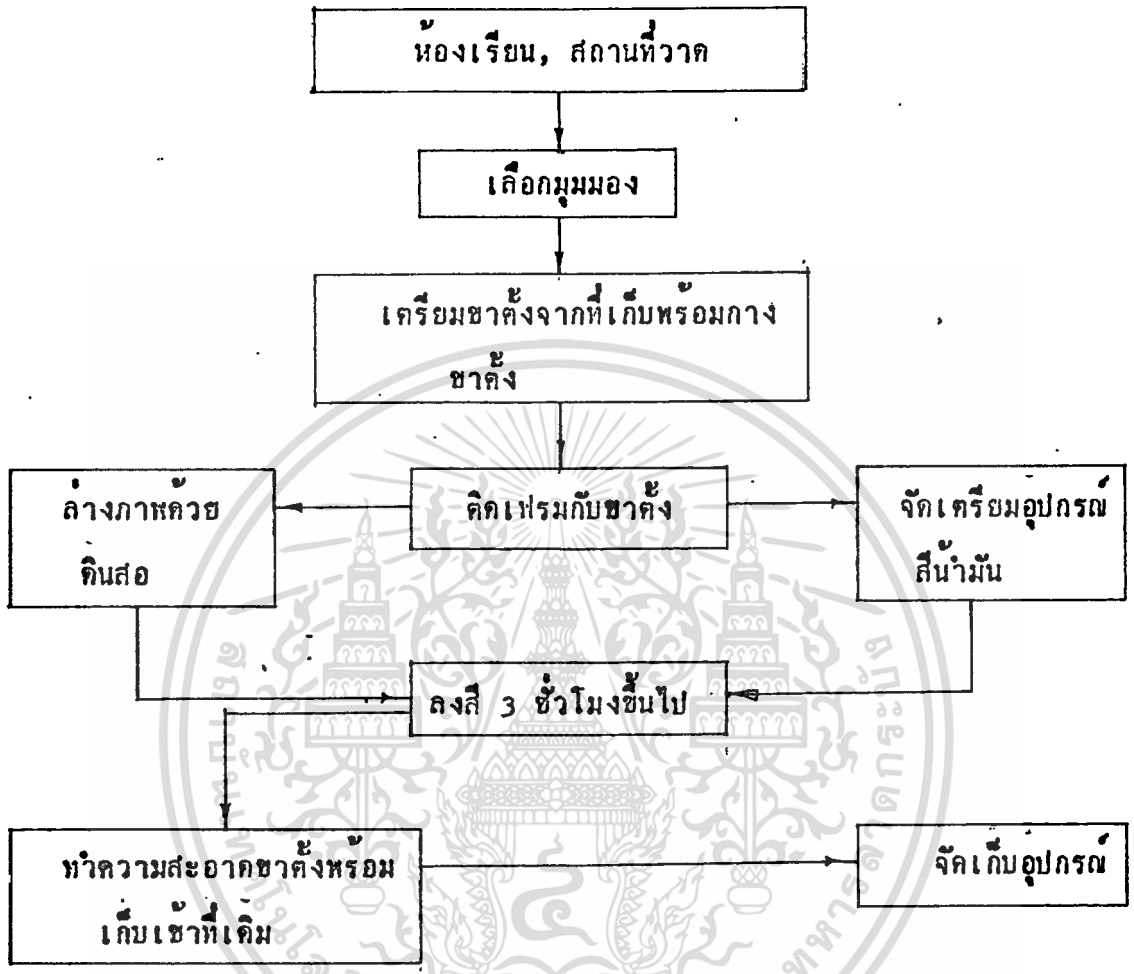 ห้องเรียน, สถานที่วาด
เลือกมุมมอง
เตรียมขาตั้งจากที่เก็บพร้อมกาง
ขาตั้ง
ล่างภาพด้วย
ดินสอ
ติดเฟรมกับขาตั้ง
จัดเตรียมอุปกรณ์
สีน้ำมัน
ลงสี 3 ชั่วโมงขึ้นไป
ทำความสะอาดขาตั้งพร้อม
เก็บเข้าที่เดิม
จัดเก็บอุปกรณ์